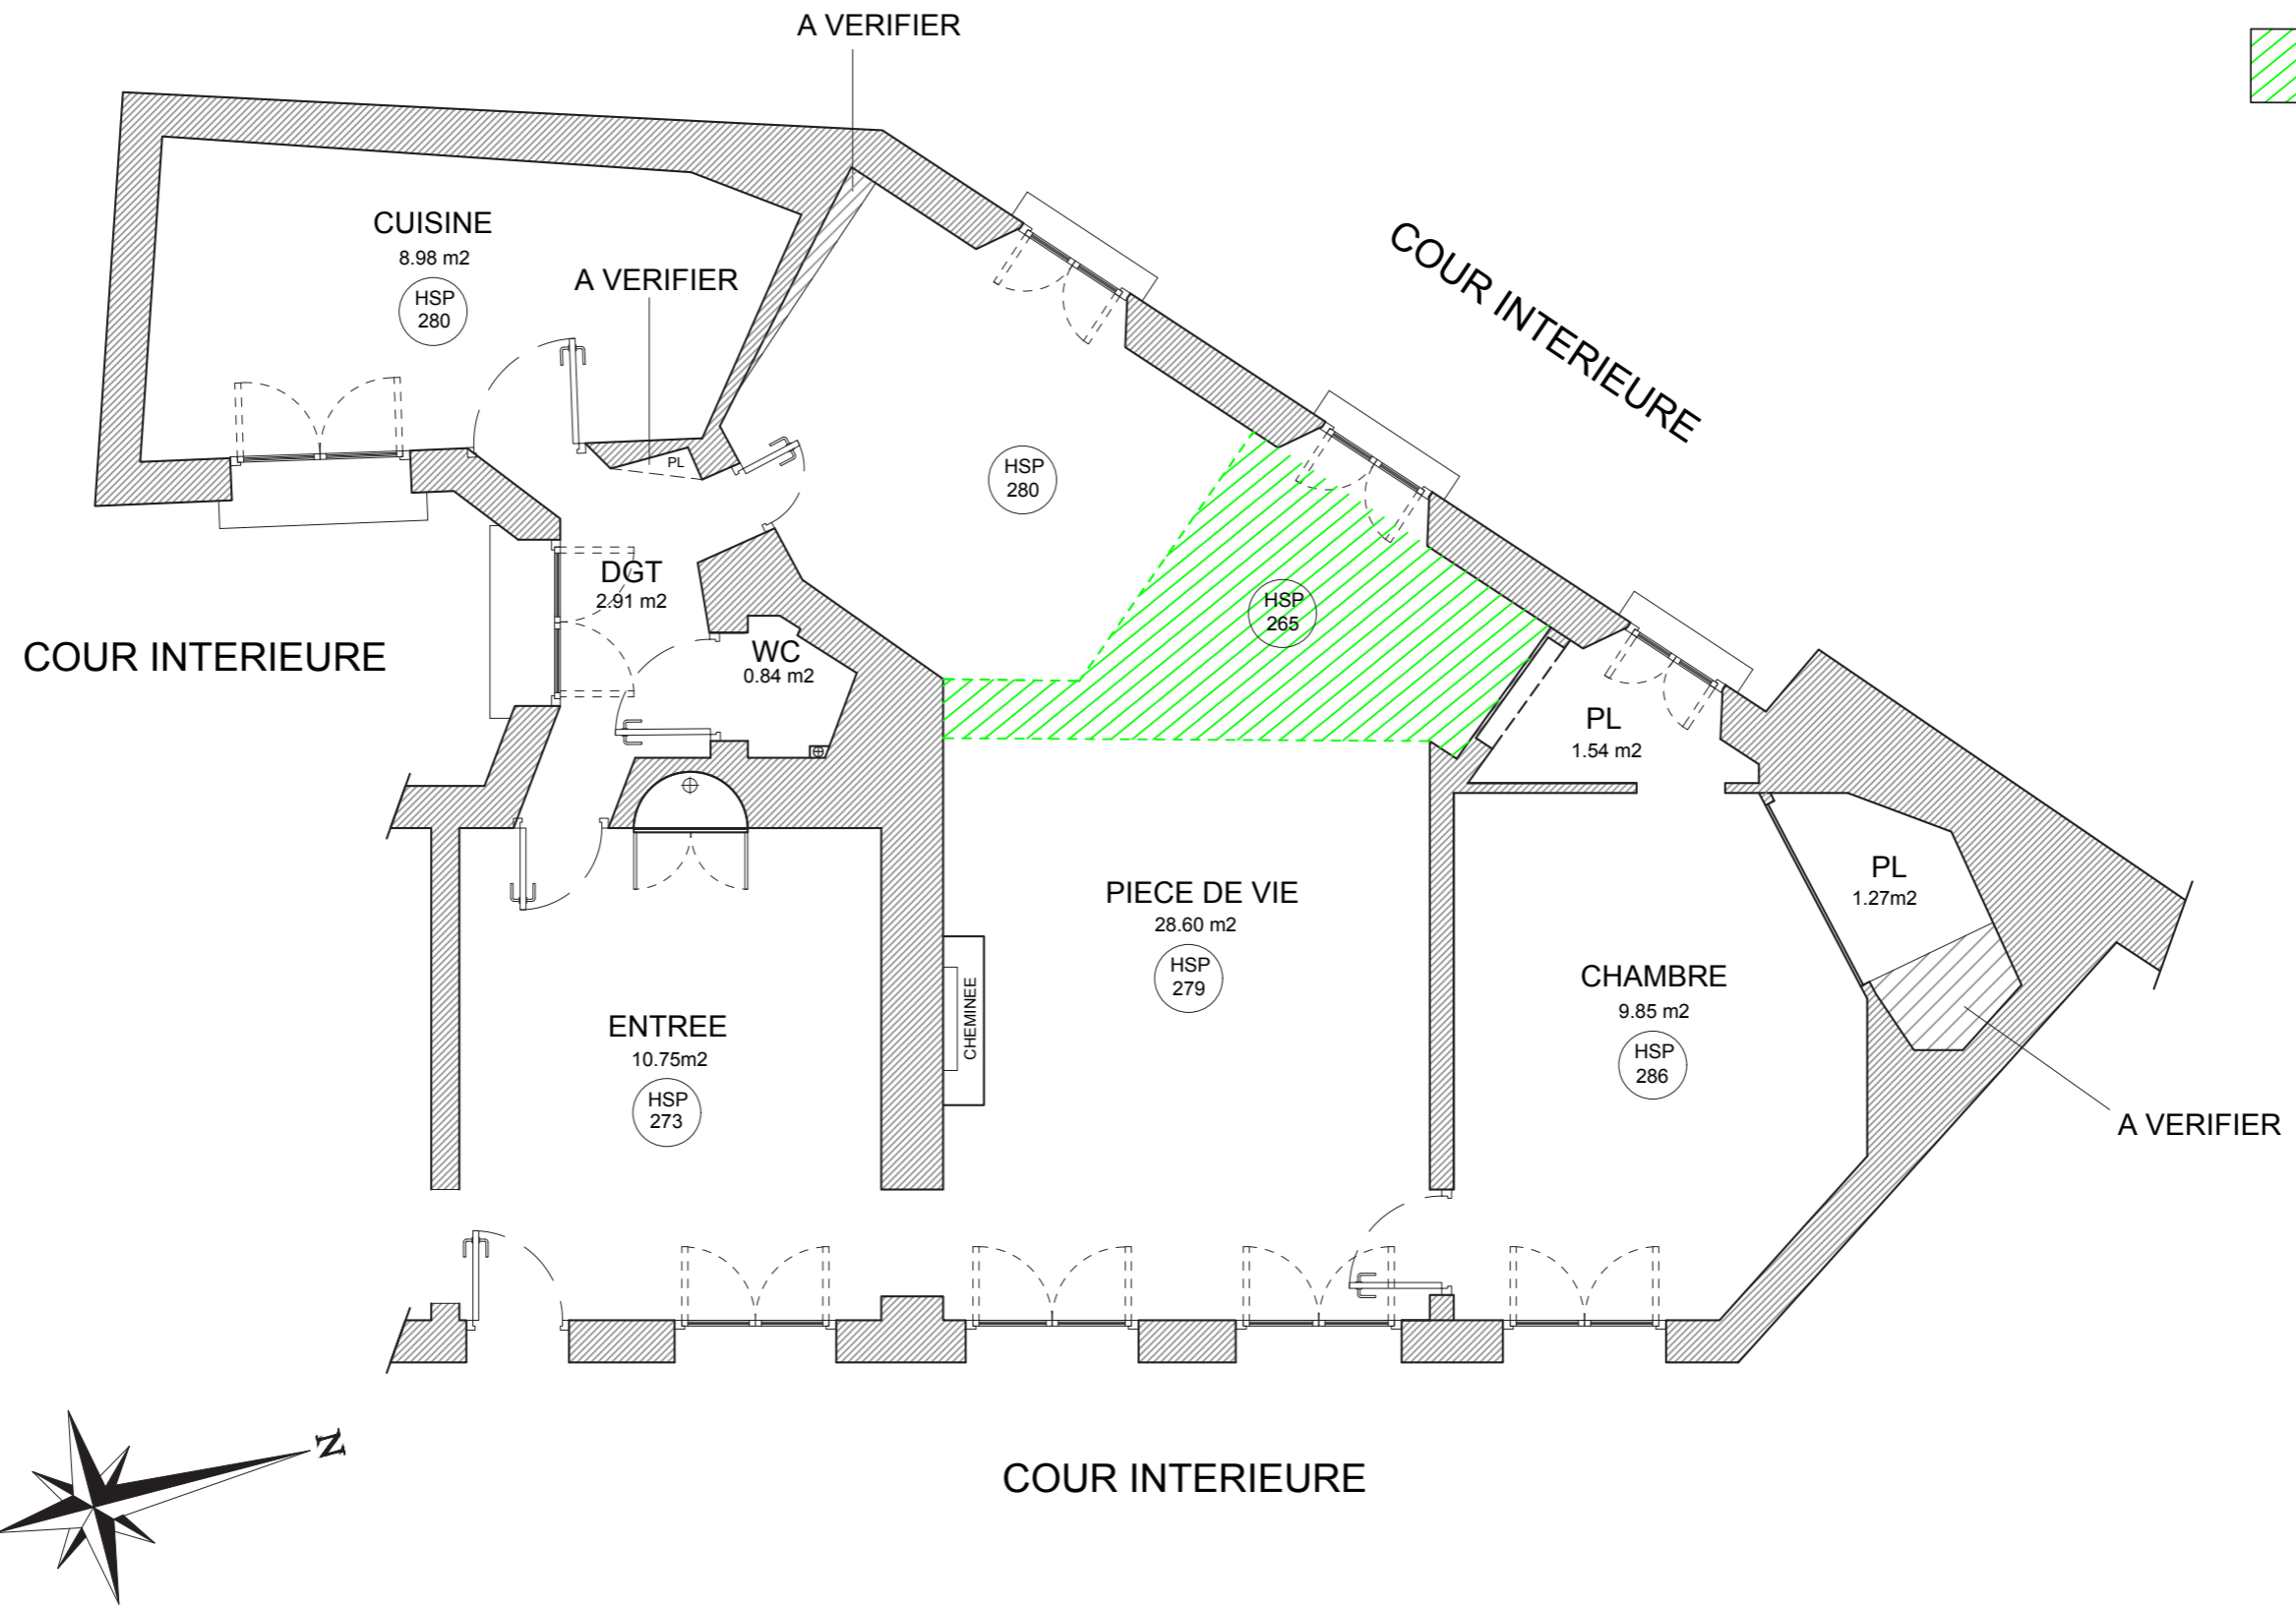 A VERIFIER
CUISINE
8.98 m2
HSP
280
A VERIFIER
PL
COUR INTERIEURE
HSP
280
DGT
2.91 m2
HSP
265
COUR INTERIEURE
WC
0.84 m2
PL
1.54 m2
PIECE DE VIE
28.60 m2
HSP
279
PL
1.27m2
CHEMINEE
CHAMBRE
9.85 m2
HSP
286
ENTREE
10.75m2
HSP
273
A VERIFIER
N
COUR INTERIEURE